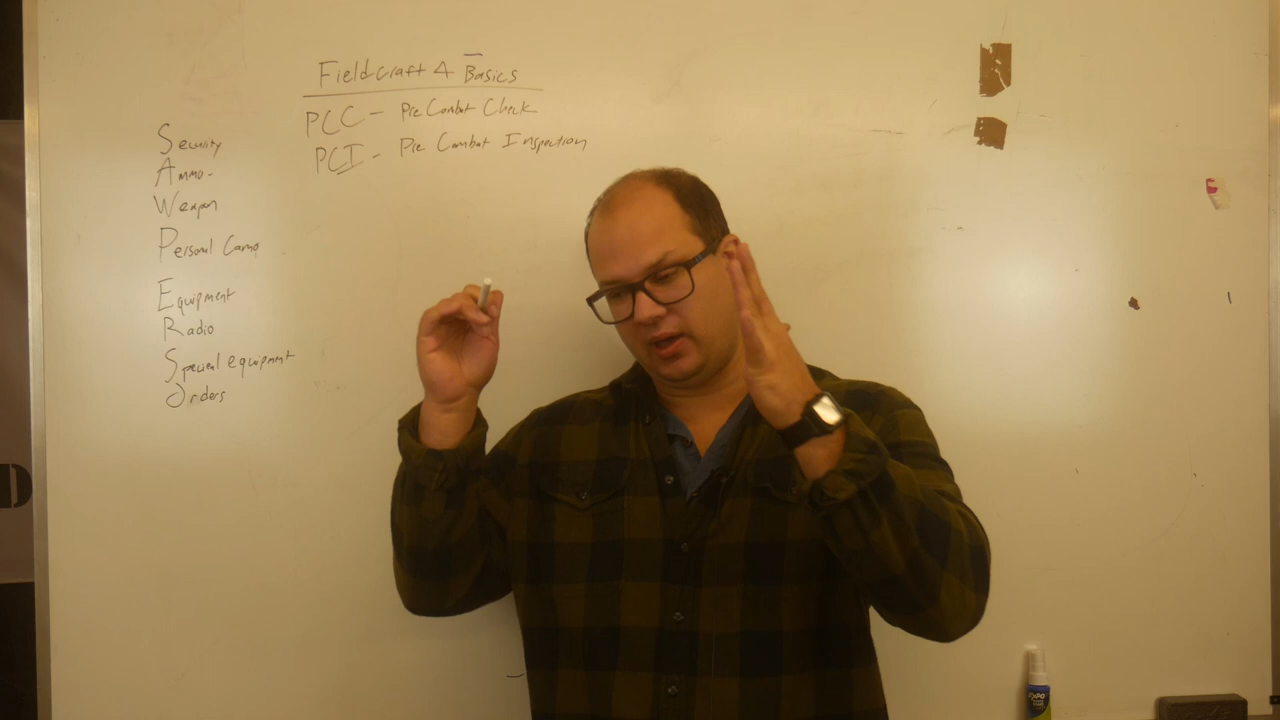 Fieldcraft 4 Basics
PCC - Pre Combat Check
PCI - Pre Combat Inspection
Security
Ammo -
Weapon
Personal Camo
Equipment
Radio
Special equipment
Orders
D
EXPO